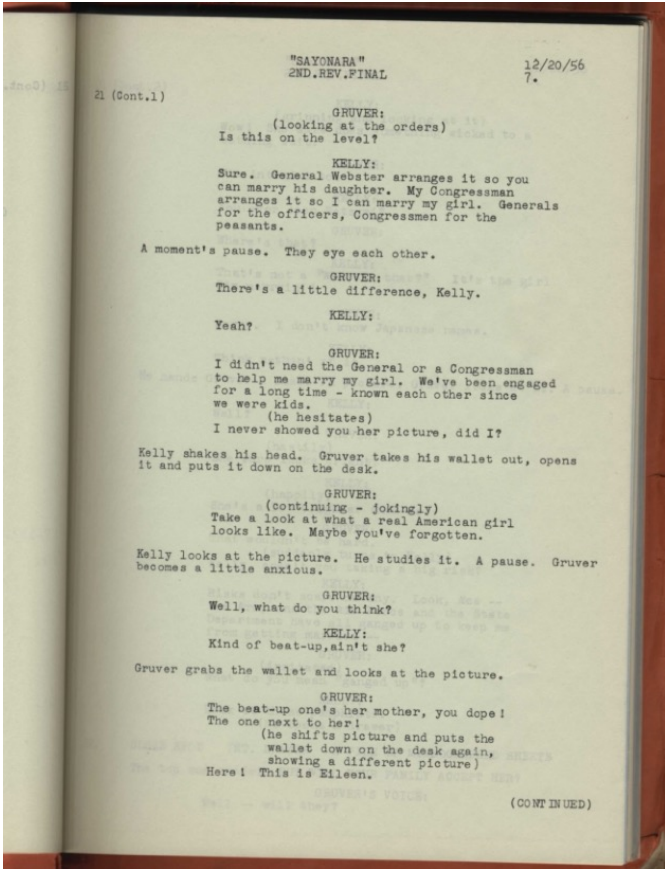 "SAYONARA"
2ND.REV.FINAL
12/20/56
7.
21 (Cont.1)
GRUVER:
(looking at the orders)
Is this on the level?
KELLY:
Sure. General Webster arranges it so you
can marry his daughter. My Congressman
arranges it so I can marry my girl. Generals
for the officers, Congressmen for the
peasants.
A moment's pause. They eye each other.
GRUVER:
There's a little difference, Kelly.
KELLY:
Yeah?
GRUVER:
I didn't need the General or a Congressman
to help me marry my girl. We've been engaged
for a long time - known each other since
we were kids.
(he hesitates)
I never showed you her picture, did I?
Kelly shakes his head. Gruver takes his wallet out, opens
it and puts it down on the desk.
GRUVER:
(continuing - jokingly)
Take a look at what a real American girl
looks like. Maybe you've forgotten.
Kelly looks at the picture. He studies it. A pause. Gruver
becomes a little anxious.
GRUVER:
Well, what do you think?
KELLY:
Kind of beat-up,ain't she?
Gruver grabs the wallet and looks at the picture.
GRUVER:
The beat-up one's her mother, you dope!
The one next to her!
(he shifts picture and puts the
wallet down on the desk again,
showing a different picture)
Here! This is Eileen.
(CONTINUED)